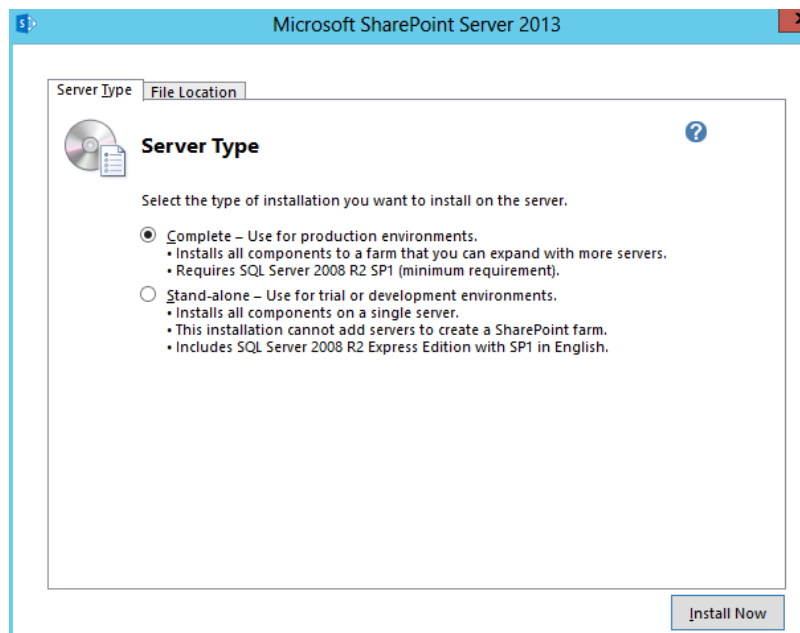 Microsoft SharePoint Server 2013
Server Type
File Location
Server Type
Select the type of installation you want to install on the server.
Complete – Use for production environments.
• Installs all components to a farm that you can expand with more servers.
• Requires SQL Server 2008 R2 SP1 (minimum requirement).
Stand-alone – Use for trial or development environments.
• Installs all components on a single server.
• This installation cannot add servers to create a SharePoint farm.
• Includes SQL Server 2008 R2 Express Edition with SP1 in English.
Install Now